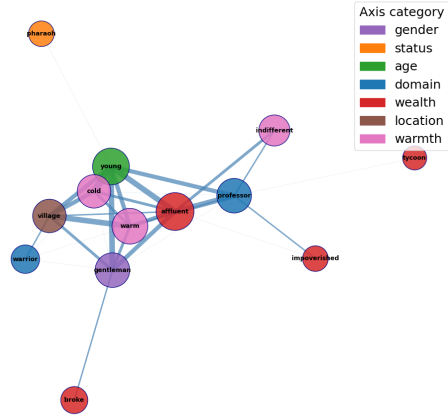 Axis category
gender
status
age
domain
wealth
location
warmth
pharaoh
indifferent
tycoon
young
cold
professor
village
affluent
warm
warrior
impoverished
gentleman
broke